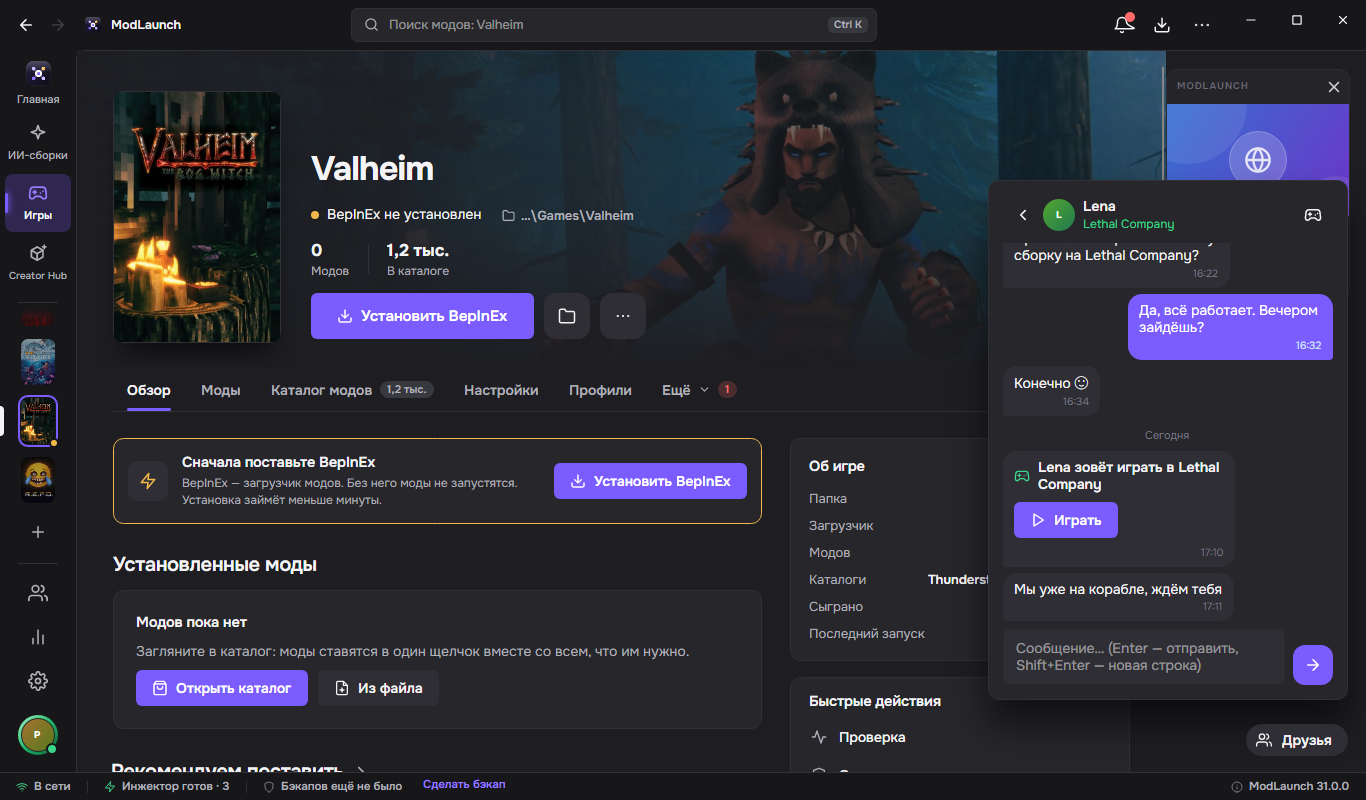 ModLaunch
Поиск модов: Valheim
Ctrl K
Главная
ИИ-сборки
Игры
Creator Hub
VALHEIM
THE BOG WITCH
Valheim
BepInEx не установлен
...\Games\Valheim
0
Модов
1,2 тыс.
В каталоге
Установить BepInEx
Обзор
Моды
Каталог модов
1,2 тыс.
Настройки
Профили
Ещё
1
Сначала поставьте BepInEx
BepInEx — загрузчик модов. Без него моды не запустятся.
Установка займёт меньше минуты.
Установить BepInEx
Установленные моды
Модов пока нет
Загляните в каталог: моды ставятся в один щелчок вместе со всем, что им нужно.
Открыть каталог
Из файла
Рекомендуем поставить
Об игре
Папка
Загрузчик
Модов
Каталоги
Сыграно
Последний запуск
Быстрые действия
Проверка
MODLAUNCH
L
Lena
Lethal Company
сборку на Lethal Company?
16:22
Да, всё работает. Вечером
зайдёшь?
16:32
Конечно
16:34
Сегодня
Lena зовёт играть в Lethal
Company
Играть
17:10
Мы уже на корабле, ждём тебя
17:11
Сообщение... (Enter — отправить,
Shift+Enter — новая строка)
Друзья
R.E.P.O.
P
В сети
Инжектор готов · 3
Бэкапов ещё не было
Сделать бэкап
ModLaunch 31.0.0